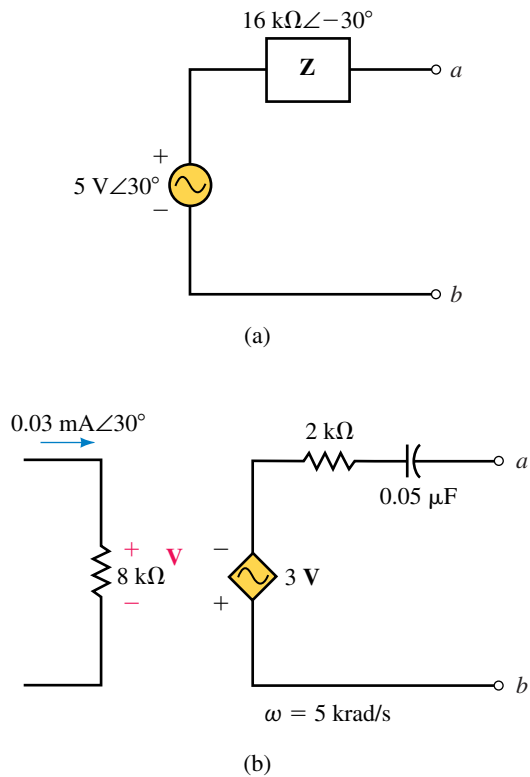 16 kΩ∠−30°
Z
a
+
5 V∠30°
−
b
(a)
0.03 mA∠30°
2 kΩ
a
0.05 μF
+
V
−
8 kΩ
3 V
−
+
b
ω = 5 krad/s
(b)